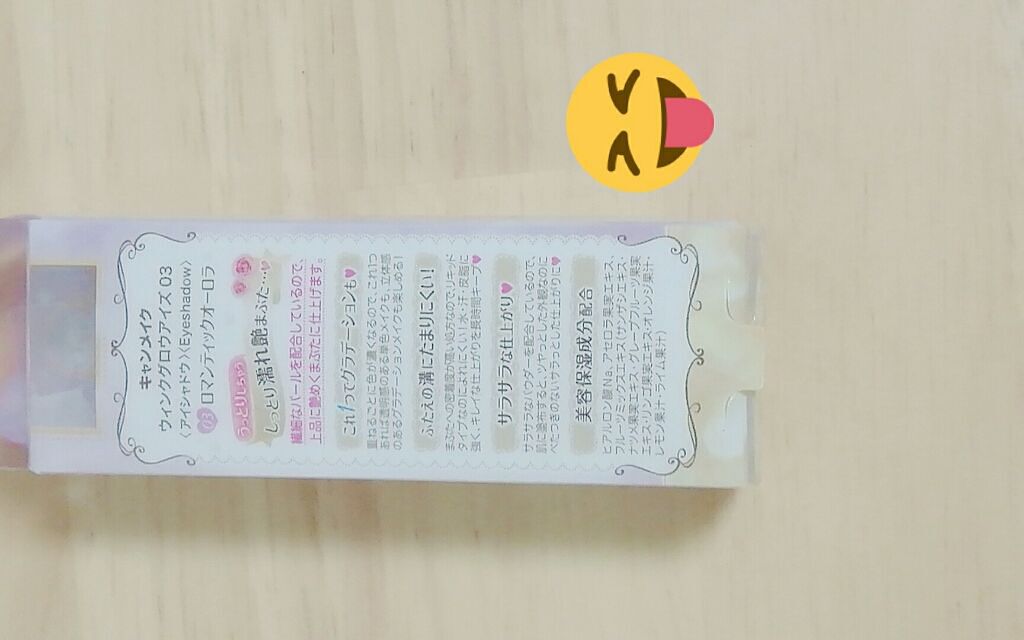 キャンメイク
ウィンクグロウアイズ 03
〈アイシャドウ〉〈Eyeshadow〉
03 ロマンティックオーロラ
うっとりしちゃう
しっとり濡れ艶まぶた…♥
繊細なパールを配合しているので、
上品に艶めくまぶたに仕上げます。
これ1つでグラデーションも♥
重ねるごとに色が濃くなるので、これ1つ
あれば透明感のある単色メイクも、立体感
のあるグラデーションメイクも楽しめる!
ふたえの溝にたまりにくい!
まぶたへの密着度が高く速乾なのでリキッド
タイプなのによれにくい!水・汗・皮脂に
強く、キレイな仕上がりを長時間キープ♥
サラサラな仕上がり♥
サラサラなパウダーを配合しているので、
肌に塗布すると、ツヤっとした外観なのに
べたつきのないサラっとした仕上がりに♥
美容保湿成分配合
ヒアルロン酸Na、アセロラ果実エキス、
フルーツミックスエキス(サンザシエキス・
ナツメ果実エキス・グレープフルーツ果実
エキス・リンゴ果実エキス・オレンジ果汁・
レモン果汁・ライム果汁)